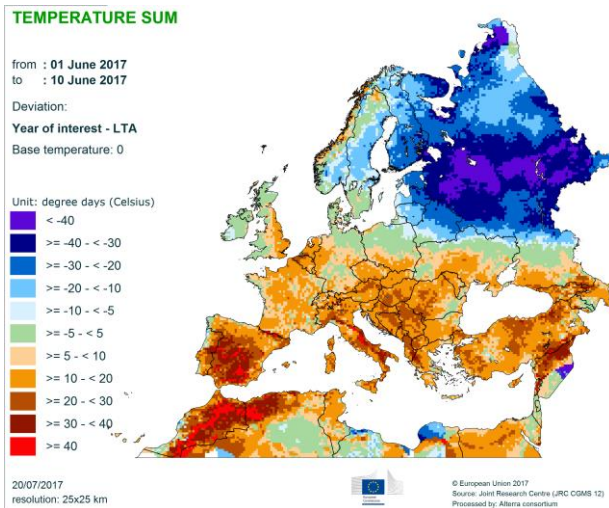 TEMPERATURE SUM
from : 01 June 2017
to : 10 June 2017
Deviation:
Year of interest - LTA
Base temperature: 0
Unit: degree days (Celsius)
< -40
>= -40 - < -30
>= -30 - < -20
>= -20 - < -10
>= -10 - < -5
>= -5 - < 5
>= 5 - < 10
>= 10 - < 20
>= 20 - < 30
>= 30 - < 40
>= 40
20/07/2017
resolution: 25x25 km
European
Commission
© European Union 2017
Source: Joint Research Centre (JRC CGMS 12)
Processed by: Alterra consortium